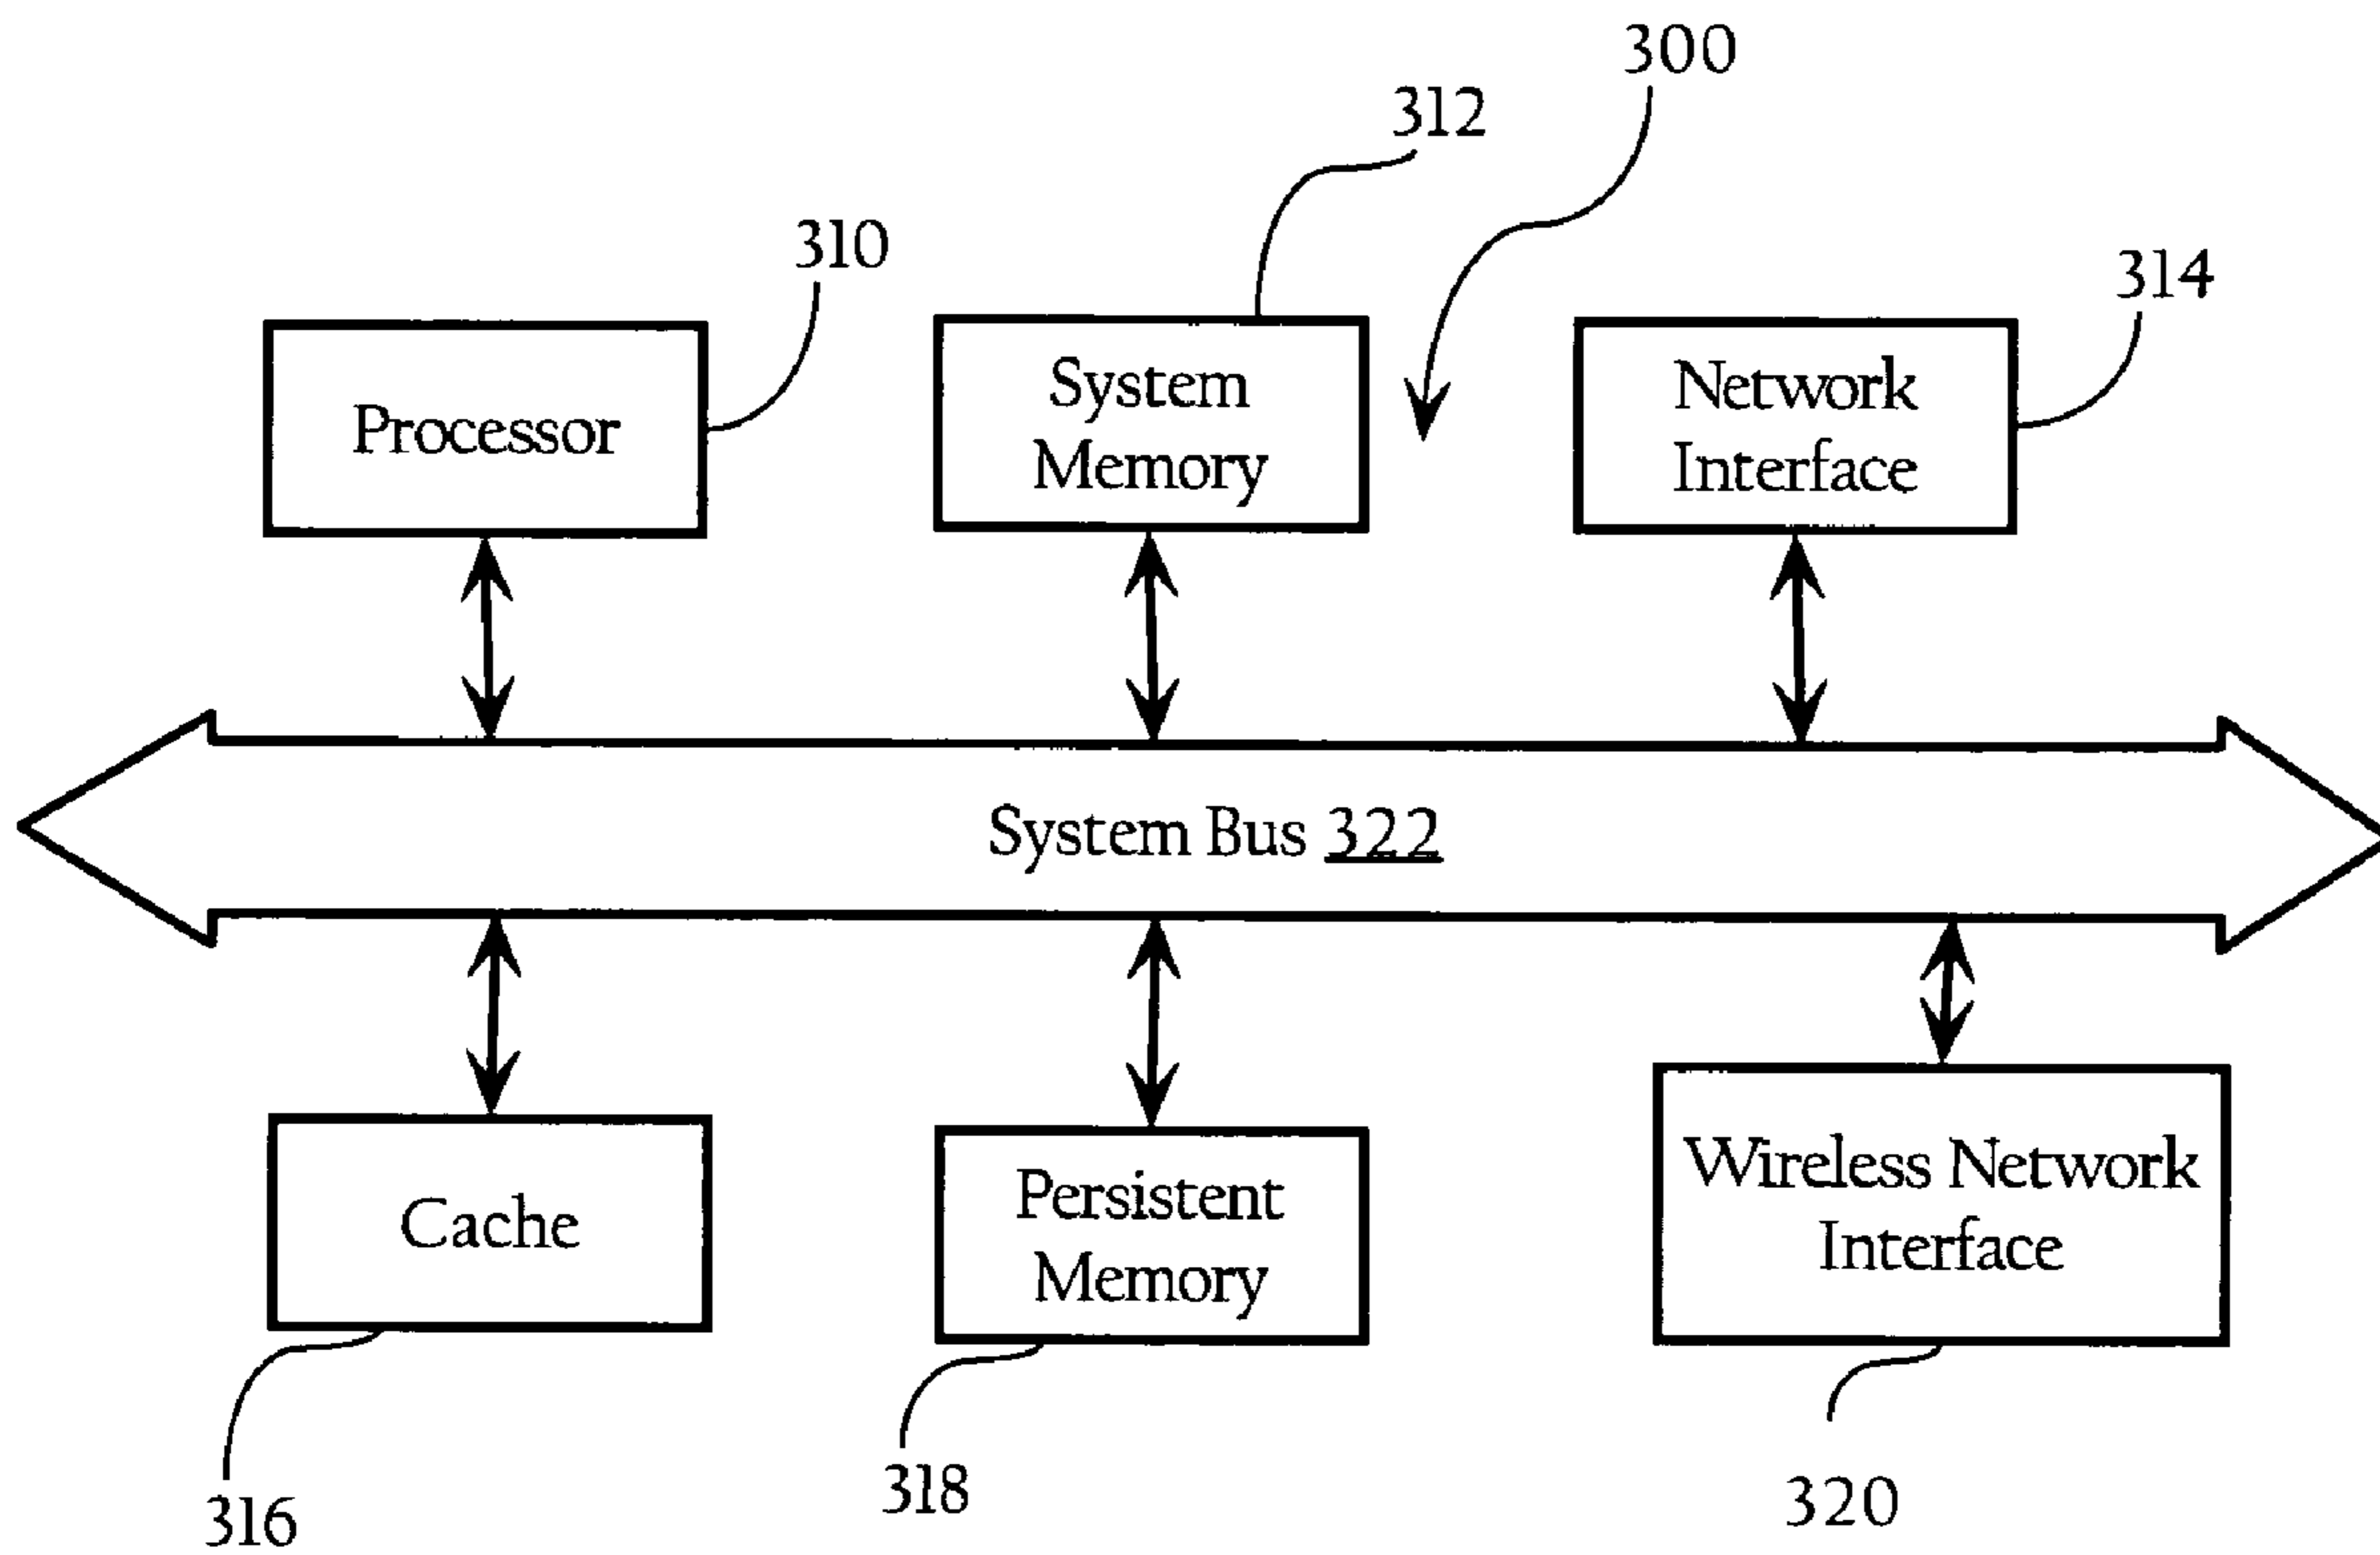 300
312
310
314
Processor
System
Memory
Network
Interface
System Bus 322
Cache
Persistent
Memory
Wireless Network
Interface
316
318
320